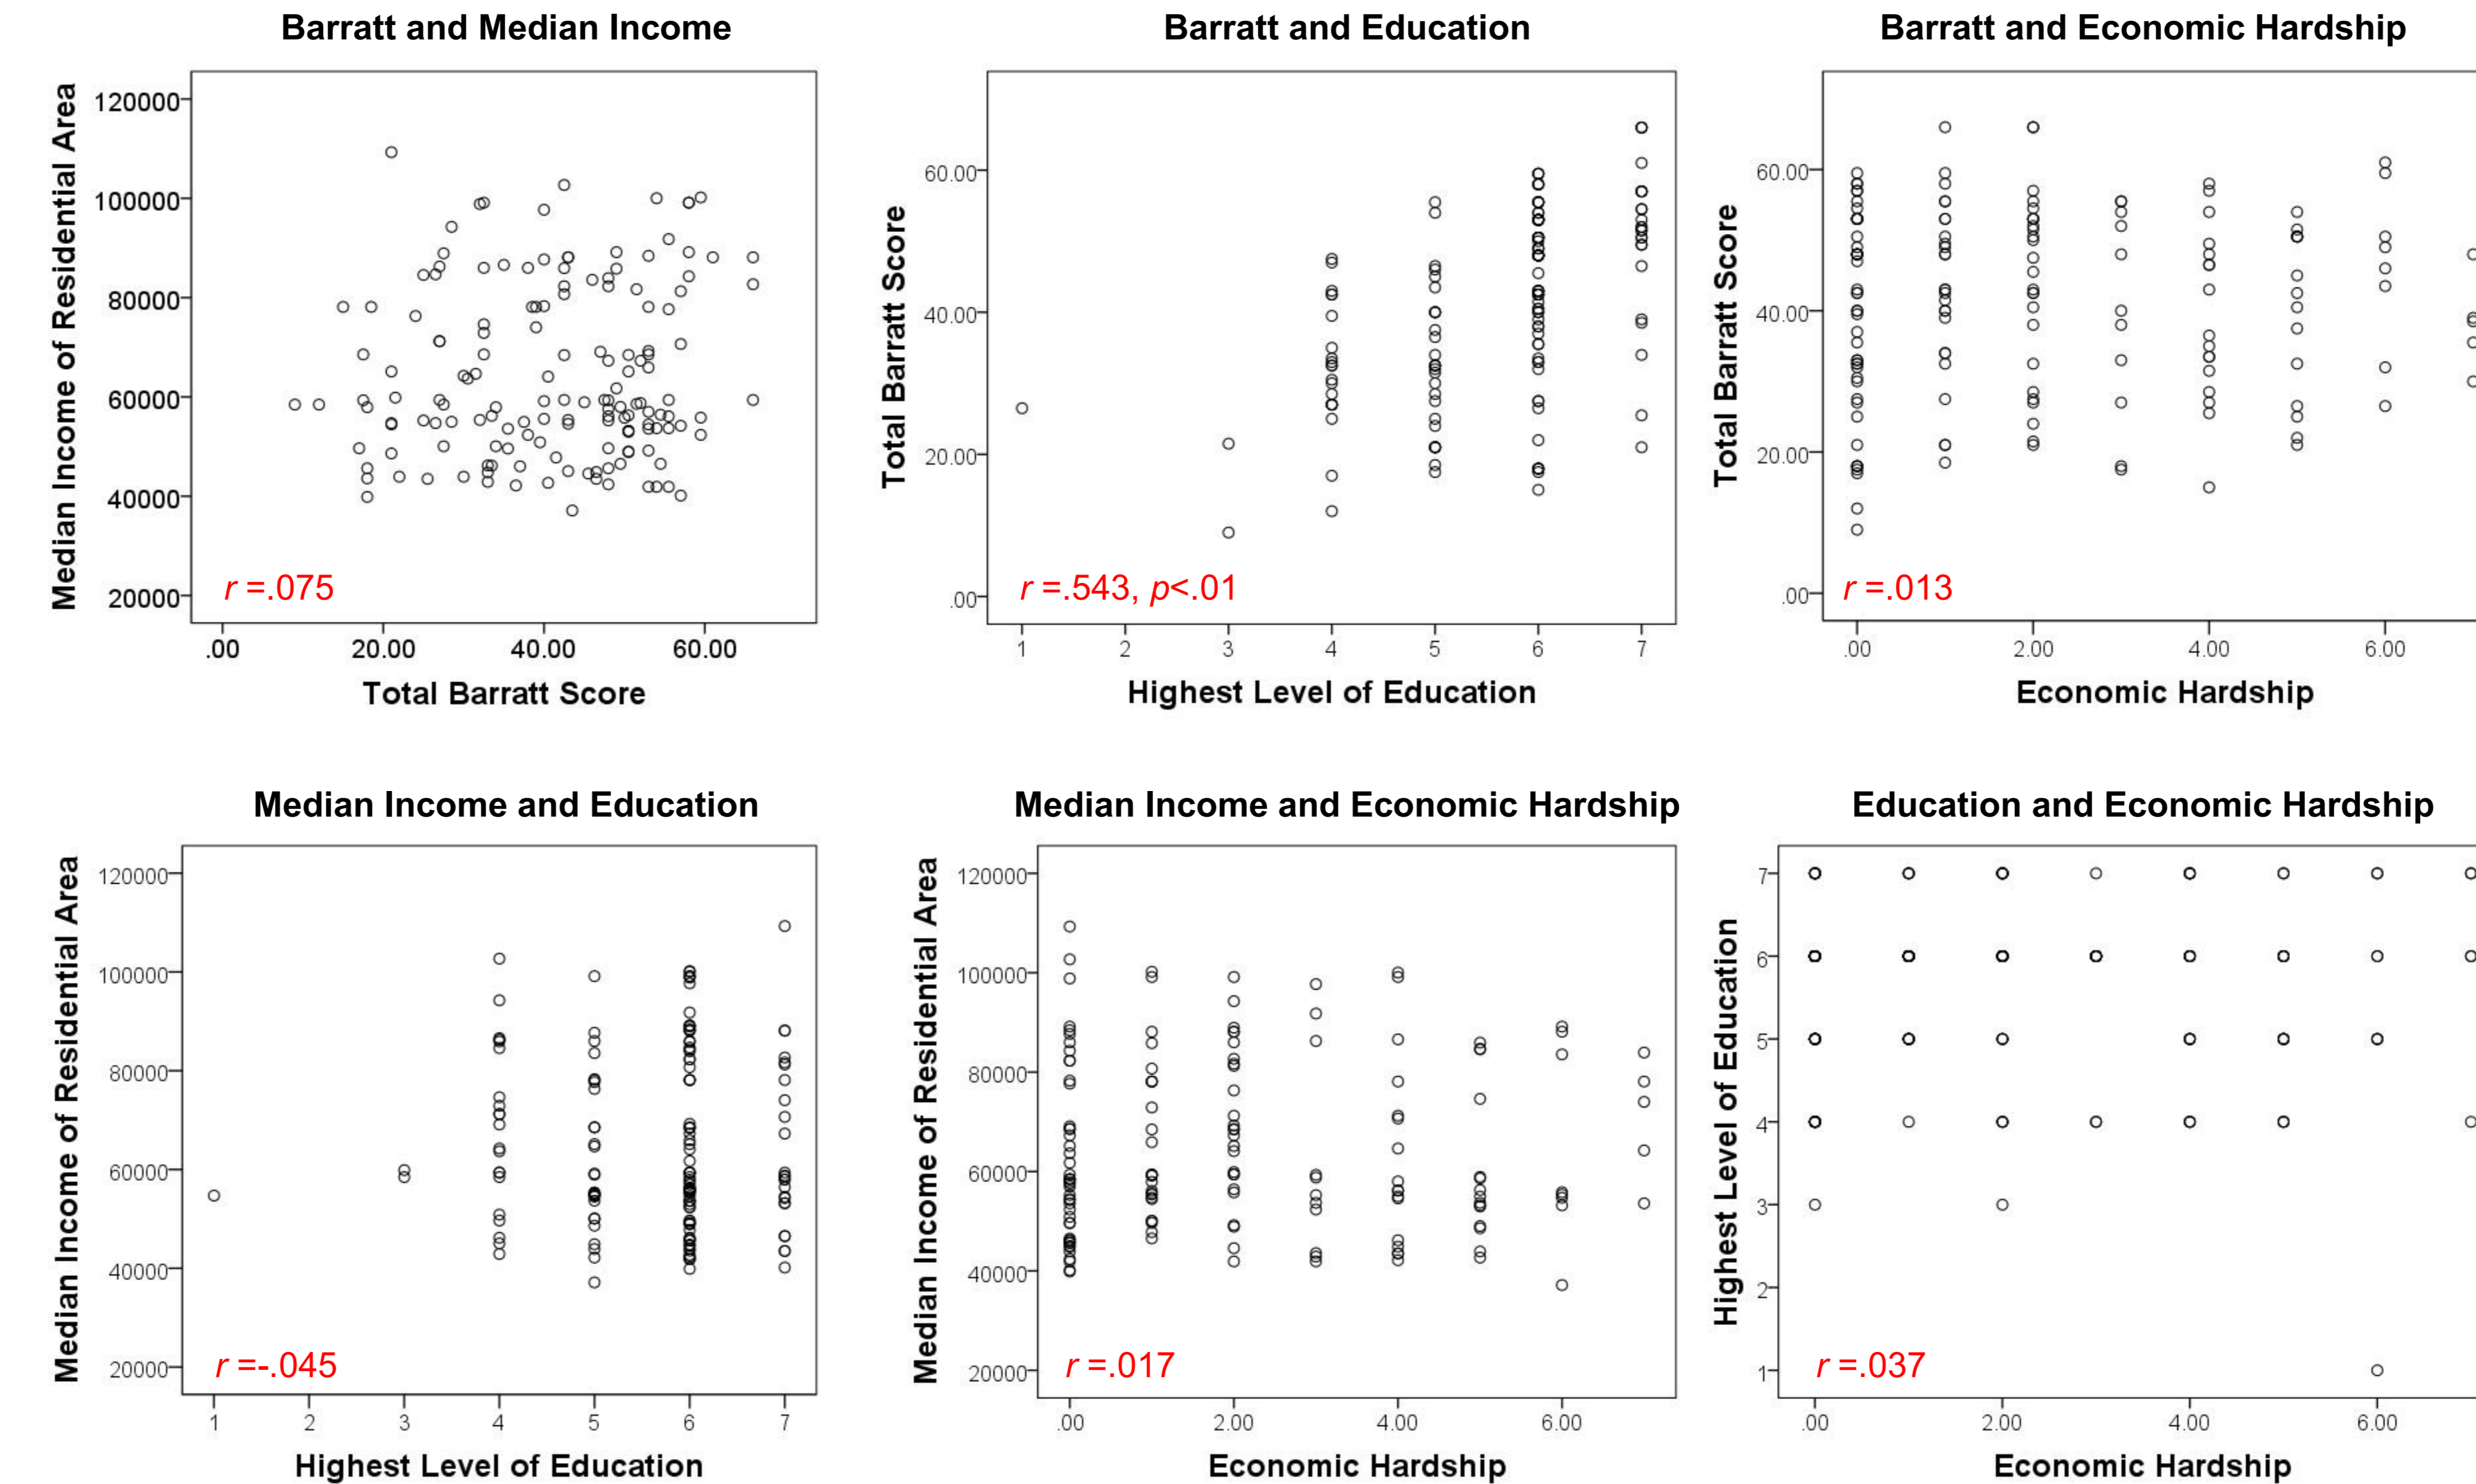 Barratt and Median Income
Median Income of Residential Area
120000
100000
80000
60000
40000
20000
r =.075
.00
20.00
40.00
60.00
Total Barratt Score
Barratt and Education
Total Barratt Score
60.00
40.00
20.00
.00
r =.543, p<.01
1
2
3
4
5
6
7
Highest Level of Education
Barratt and Economic Hardship
Total Barratt Score
60.00
40.00
20.00
.00
r =.013
.00
2.00
4.00
6.00
Economic Hardship
Median Income and Education
Median Income of Residential Area
120000
100000
80000
60000
40000
20000
r =-.045
1
2
3
4
5
6
7
Highest Level of Education
Median Income and Economic Hardship
Median Income of Residential Area
120000
100000
80000
60000
40000
20000
r =.017
.00
2.00
4.00
6.00
Economic Hardship
Education and Economic Hardship
Highest Level of Education
7
6
5
4
3
2
1
r =.037
.00
2.00
4.00
6.00
Economic Hardship